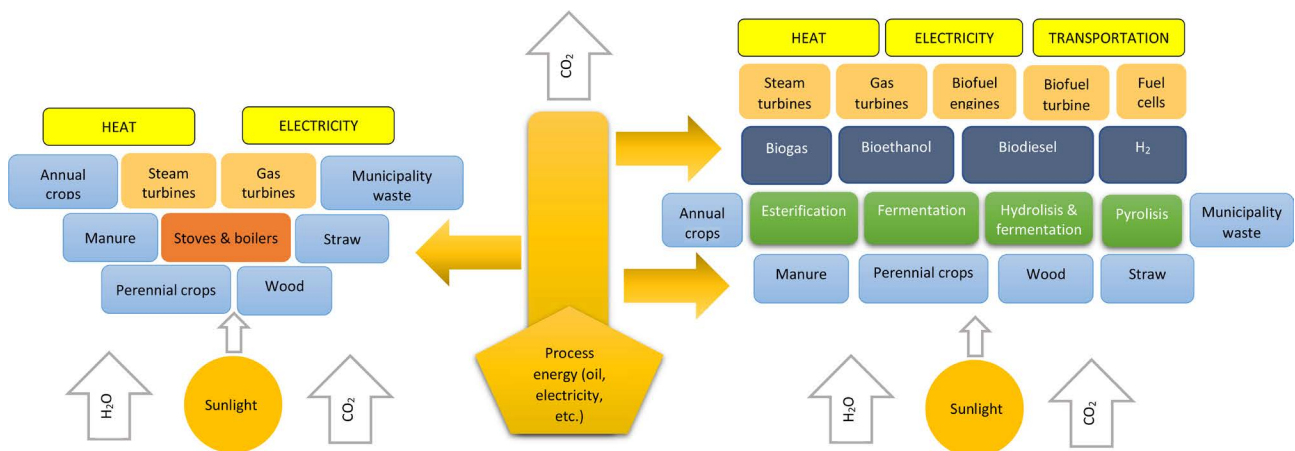 HEAT
ELECTRICITY
Annual
crops
Steam
turbines
Gas
turbines
Municipality
waste
Manure
Stoves & boilers
Straw
Perennial crops
Wood
H₂O
Sunlight
CO₂
CO₂
Process
energy (oil,
electricity,
etc.)
HEAT
ELECTRICITY
TRANSPORTATION
Steam
turbines
Gas
turbines
Biofuel
engines
Biofuel
turbine
Fuel
cells
Biogas
Bioethanol
Biodiesel
H₂
Annual
crops
Esterification
Fermentation
Hydrolisis &
fermentation
Pyrolisis
Municipality
waste
Manure
Perennial crops
Wood
Straw
H₂O
Sunlight
CO₂